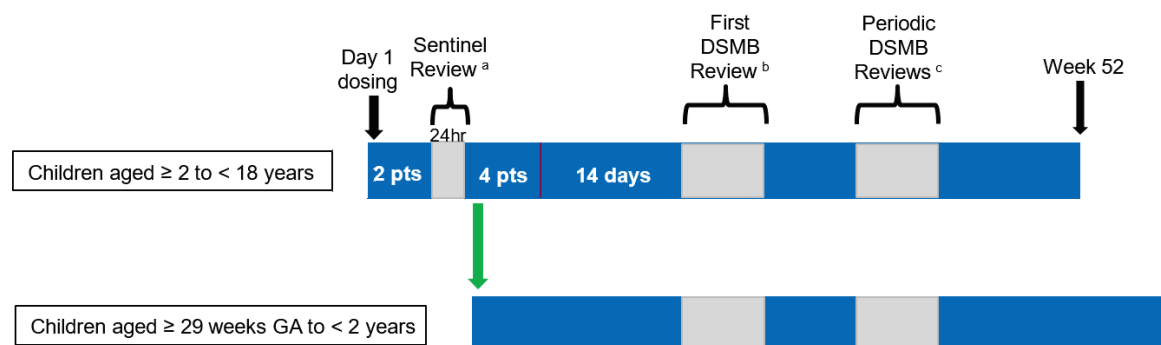 Day 1
dosing
Sentinel
Review a
24hr
First
DSMB
Review b
Periodic
DSMB
Reviews c
Week 52
Children aged ≥ 2 to < 18 years
2 pts
4 pts
14 days
Children aged ≥ 29 weeks GA to < 2 years